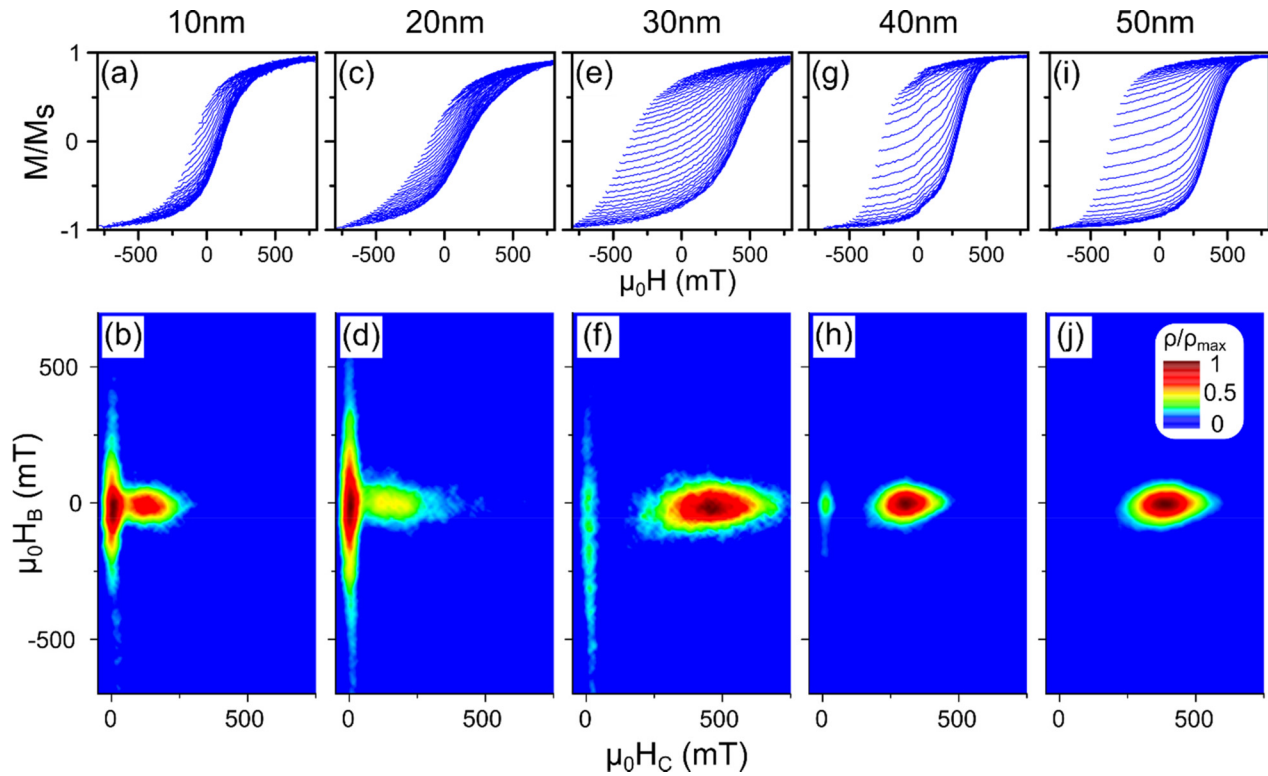 10nm 20nm 30nm 40nm 50nm
(a) (c) (e) (g) (i)
1
0
-1
M/Ms
-500 0 500 -500 0 500 -500 0 500 -500 0 500 -500 0 500
μ₀H (mT)
(b) (d) (f) (h) (j)
ρ/ρmax
1
0.5
0
500
0
-500
μ₀H_B (mT)
0 500 0 500 0 500 0 500 0 500
μ₀H_C (mT)